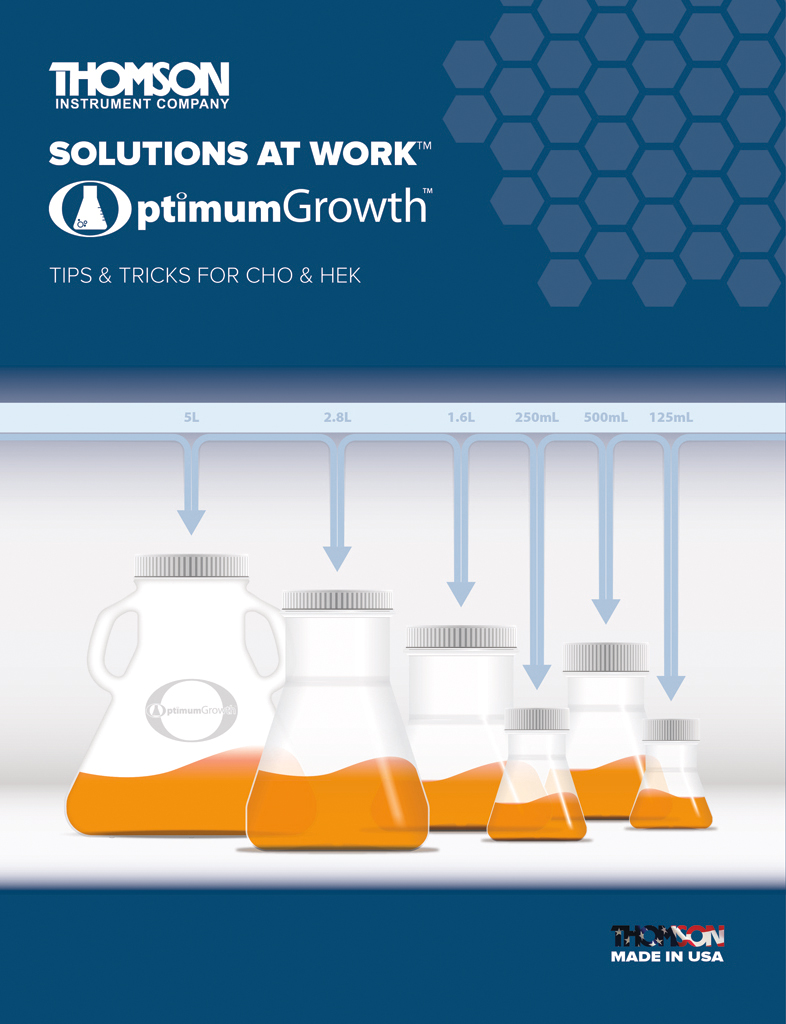 THOMSON
INSTRUMENT COMPANY
SOLUTIONS AT WORK™
OptimumGrowth™
TIPS & TRICKS FOR CHO & HEK
5L 2.8L 1.6L 250mL 500mL 125mL
OptimumGrowth
THOMSON
MADE IN USA